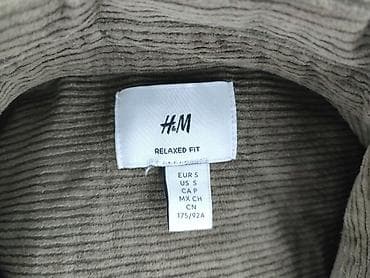 H&M
RELAXED FIT
EUR S
US S
CA P
MX CH
CN
175/92A